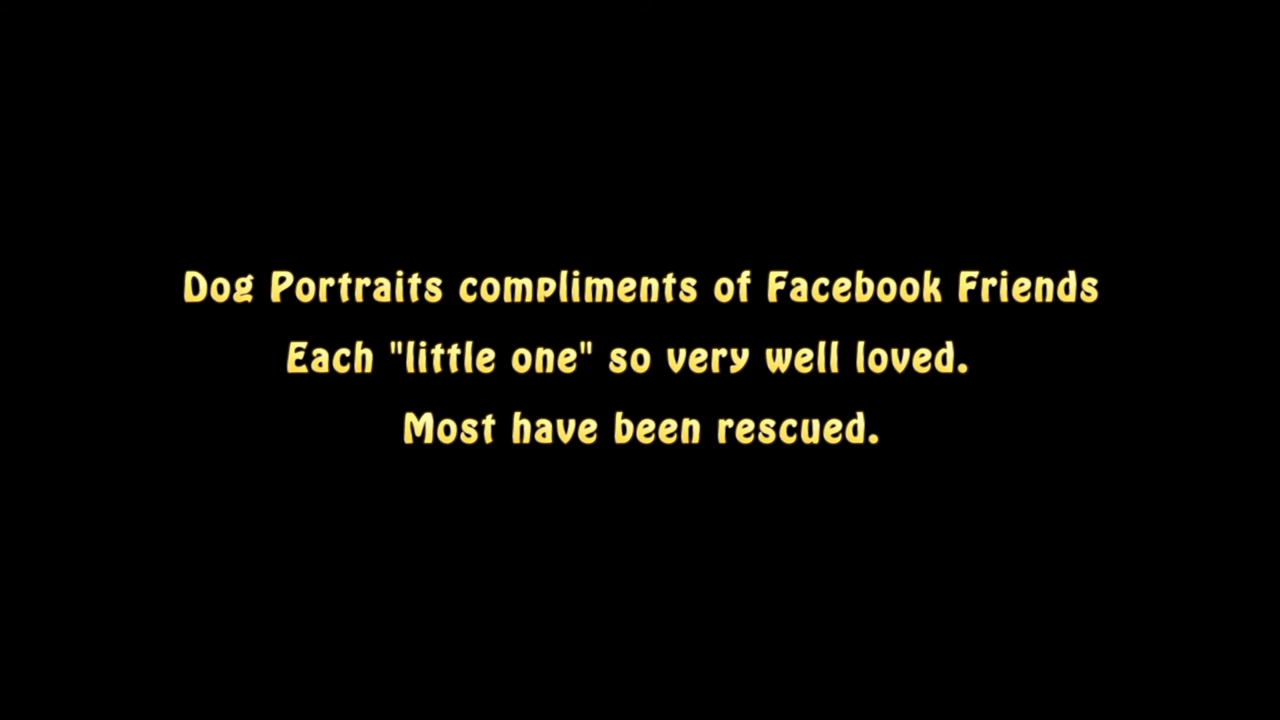 Dog Portraits compliments of Facebook Friends
Each "little one" so very well loved.
Most have been rescued.